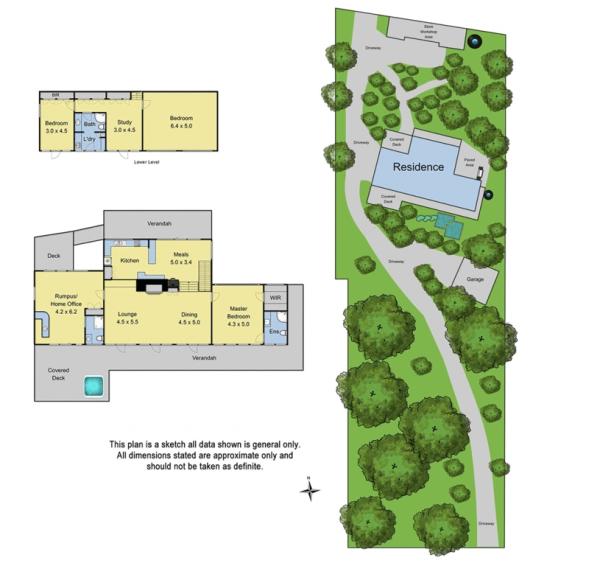 BIR
Bedroom
3.0 x 4.5
Bath
L'dry
Study
3.0 x 4.5
Bedroom
6.4 x 5.0
Lower Level
Verandah
Deck
Kitchen
Meals
5.0 x 3.4
Rumpus/
Home Office
4.2 x 6.2
Lounge
4.5 x 5.5
Dining
4.5 x 5.0
Master
Bedroom
4.3 x 5.0
WIR
Ens
Verandah
Covered
Deck
This plan is a sketch all data shown is general only.
All dimensions stated are approximate only and
should not be taken as definite.
N
Store
Workshop
Driveway
Driveway
Covered
Deck
Residence
Paved
Area
Covered
Deck
Driveway
Garage
Driveway